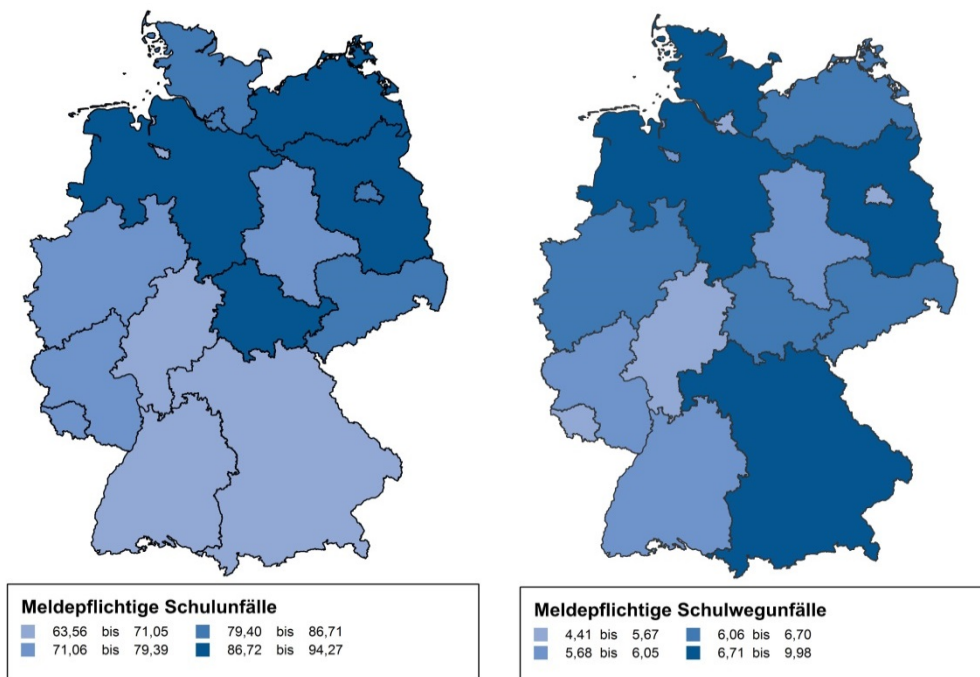 Meldepflichtige Schulunfälle
63,56 bis 71,05 79,40 bis 86,71
71,06 bis 79,39 86,72 bis 94,27
Meldepflichtige Schulwegunfälle
4,41 bis 5,67 6,06 bis 6,70
5,68 bis 6,05 6,71 bis 9,98